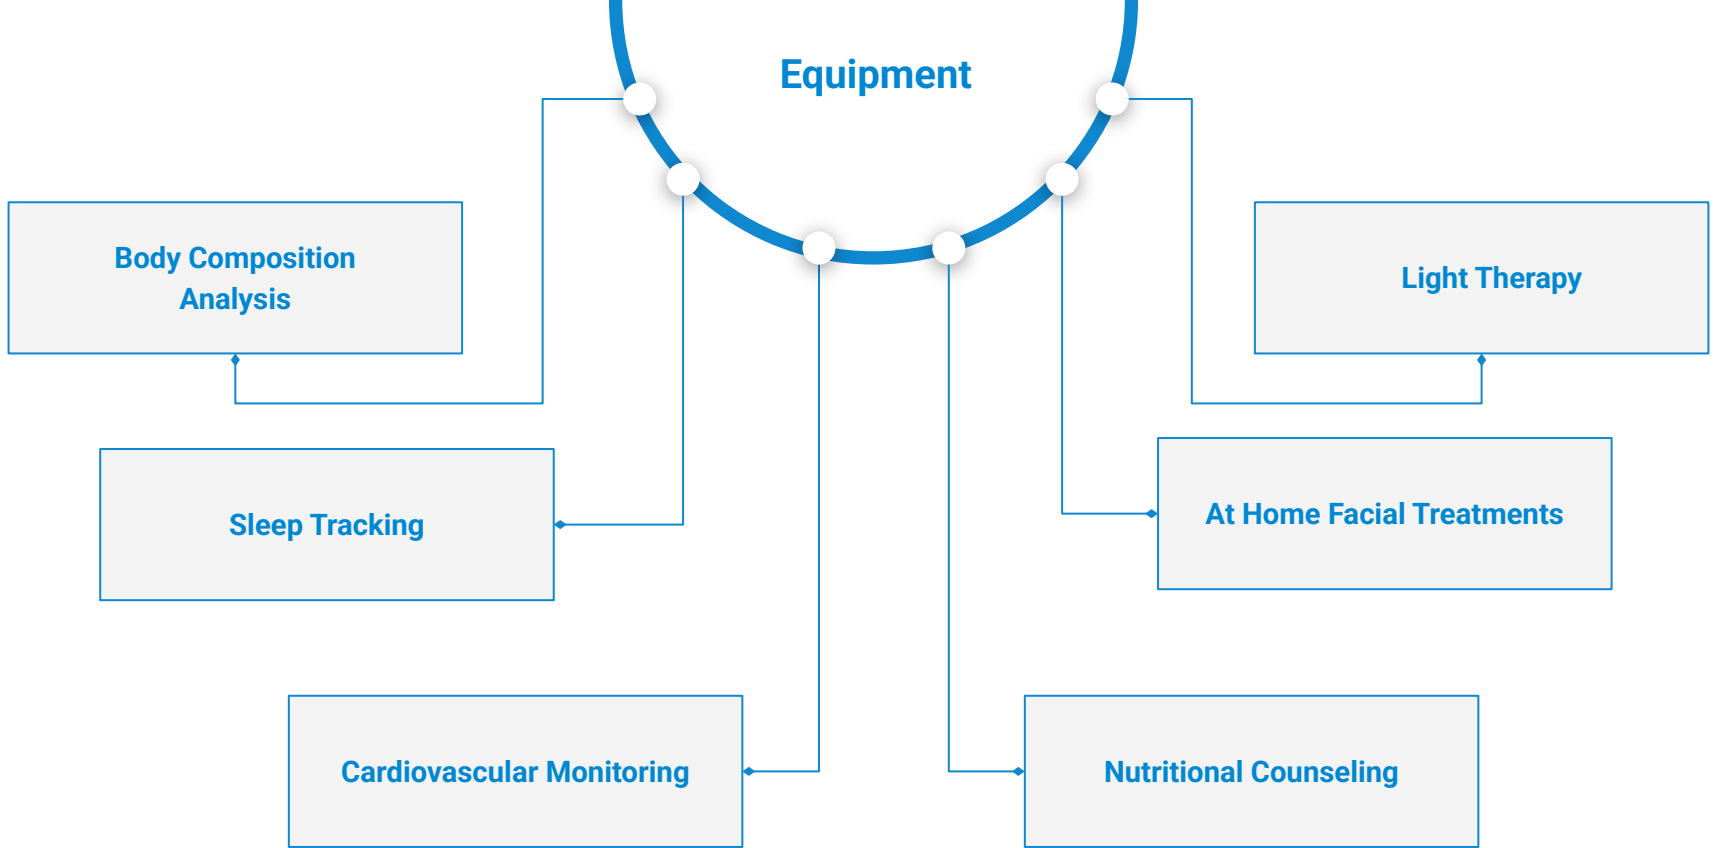 Equipment
Body Composition
Analysis
Light Therapy
Sleep Tracking
At Home Facial Treatments
Cardiovascular Monitoring
Nutritional Counseling